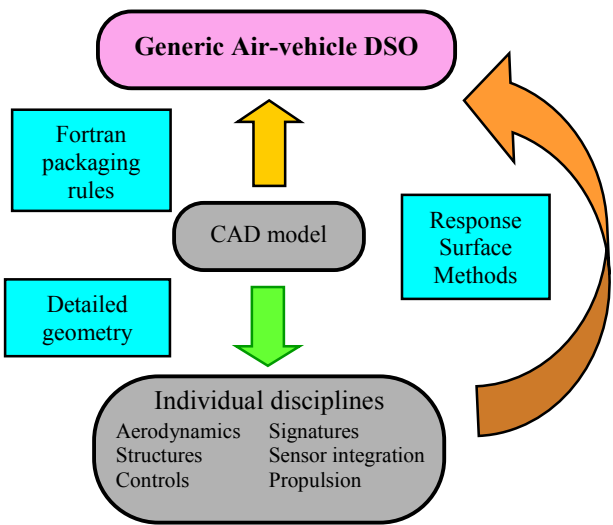 Generic Air-vehicle DSO
Fortran
packaging
rules
CAD model
Response
Surface
Methods
Detailed
geometry
Individual disciplines
Aerodynamics Signatures
Structures Sensor integration
Controls Propulsion